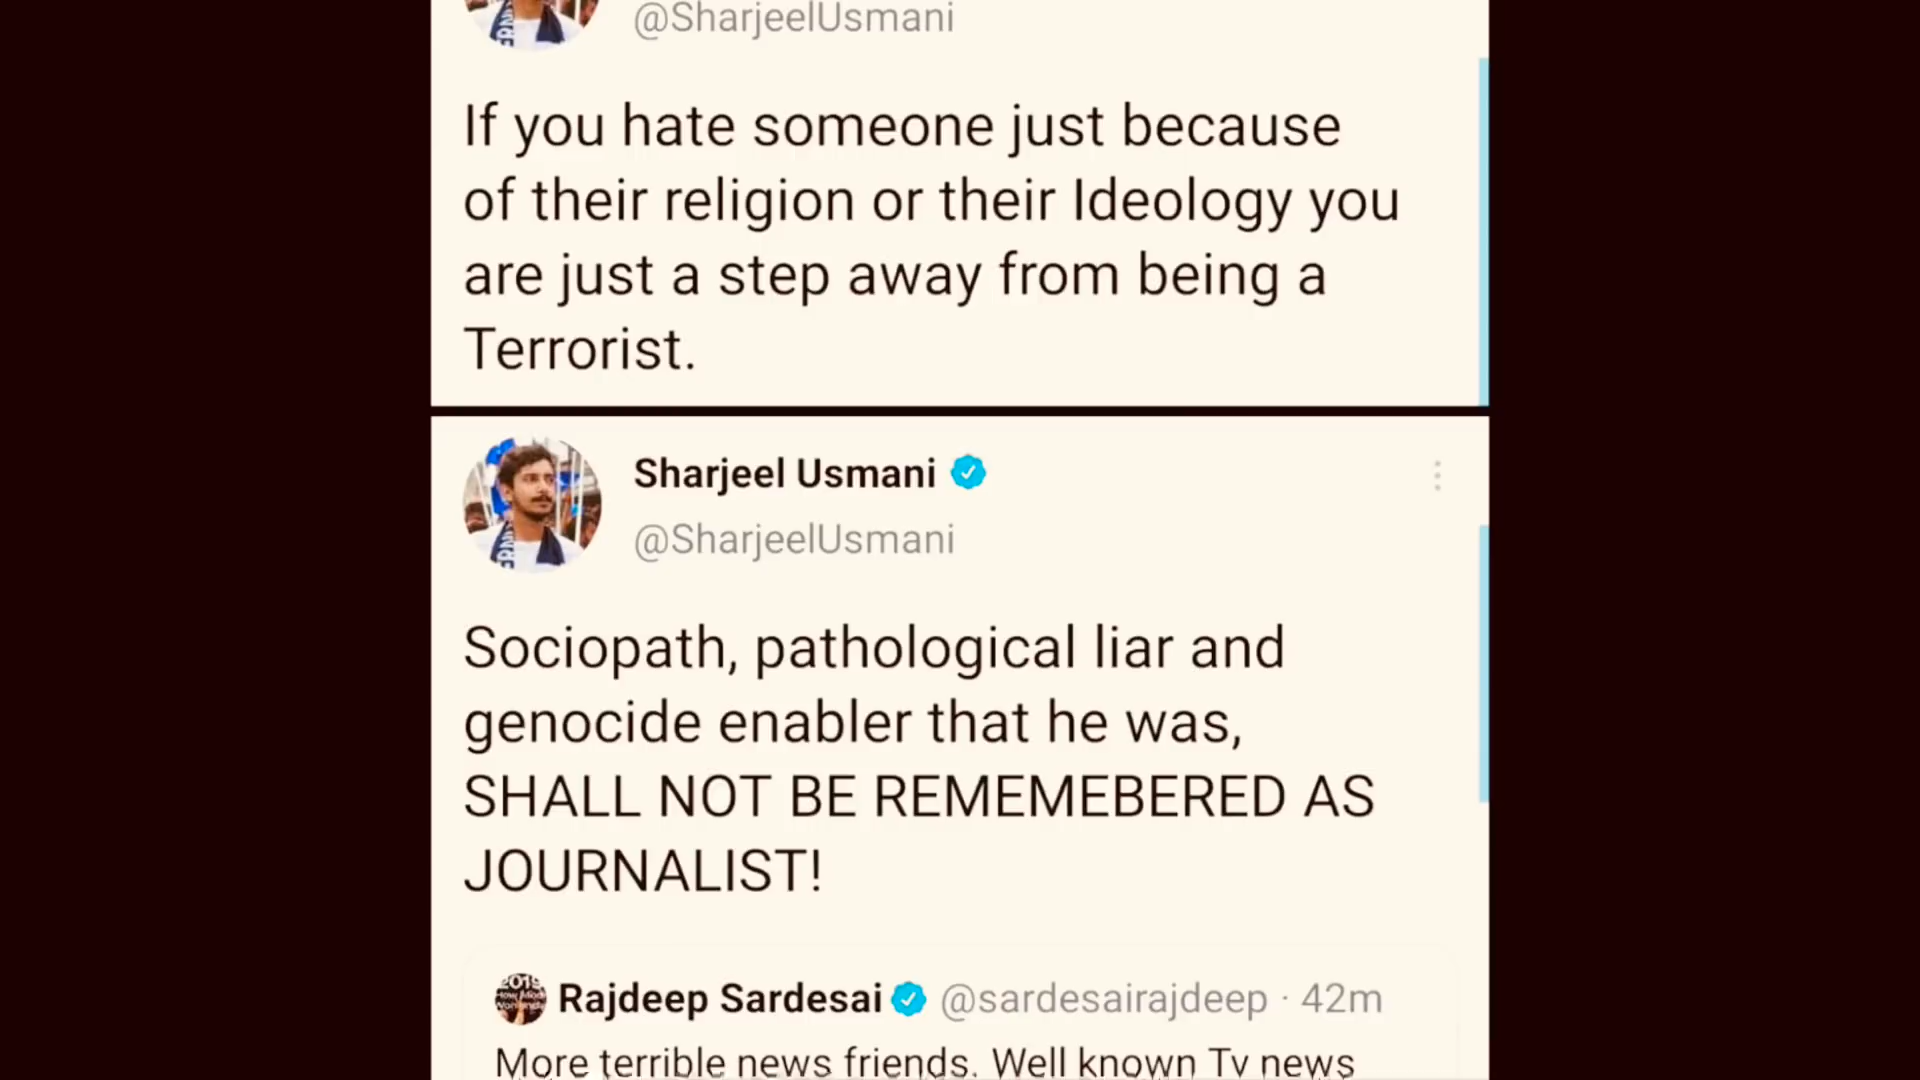 @SharjeelUsmani
If you hate someone just because
of their religion or their Ideology you
are just a step away from being a
Terrorist.
Sharjeel Usmani
@SharjeelUsmani
Sociopath, pathological liar and
genocide enabler that he was,
SHALL NOT BE REMEMEBERED AS
JOURNALIST!
Rajdeep Sardesai @sardesairajdeep · 42m
More terrible news friends. Well known Tv news